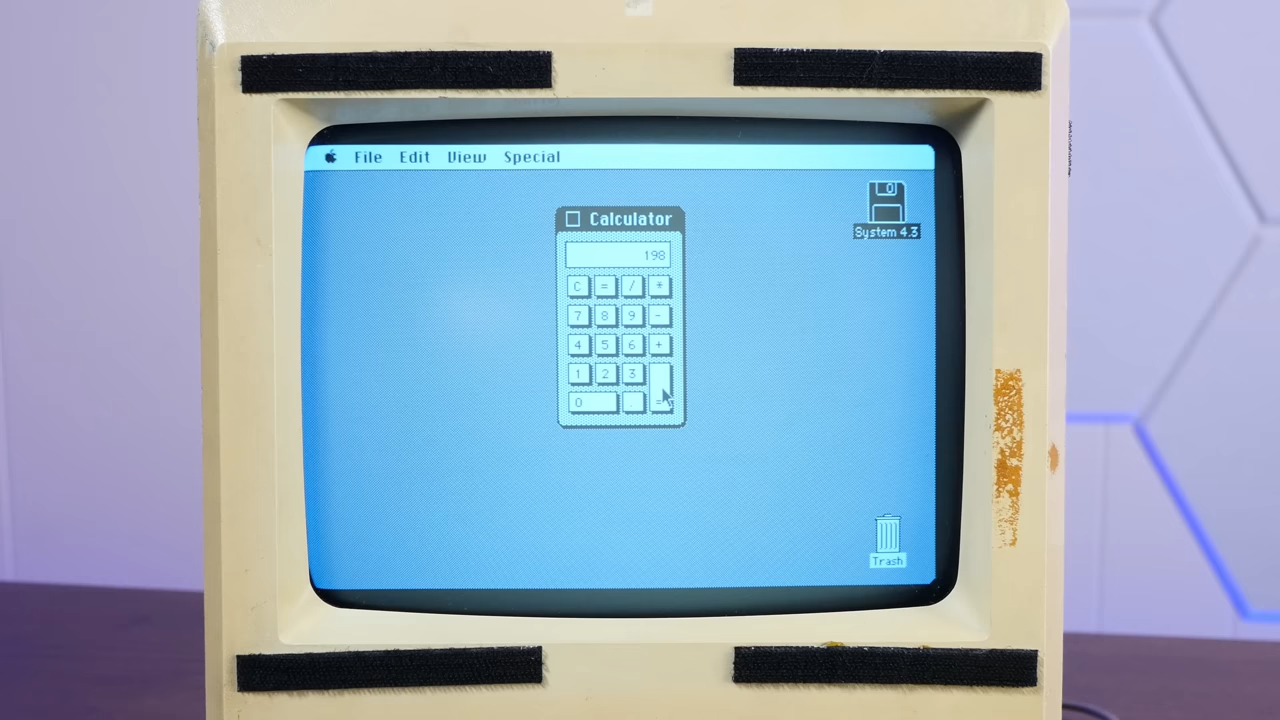 File Edit View Special
System 4.3
Calculator
198
C = / *
7 8 9 -
4 5 6 +
1 2 3
0 . =
Trash